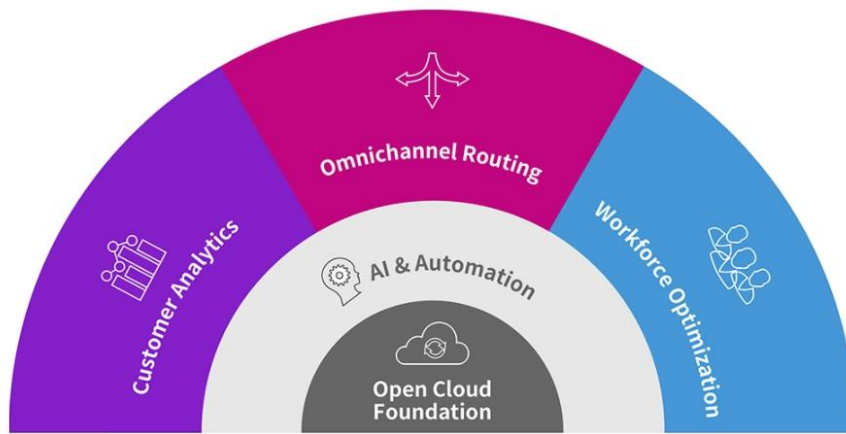 Omnichannel Routing
Customer Analytics
Workforce Optimization
AI & Automation
Open Cloud
Foundation